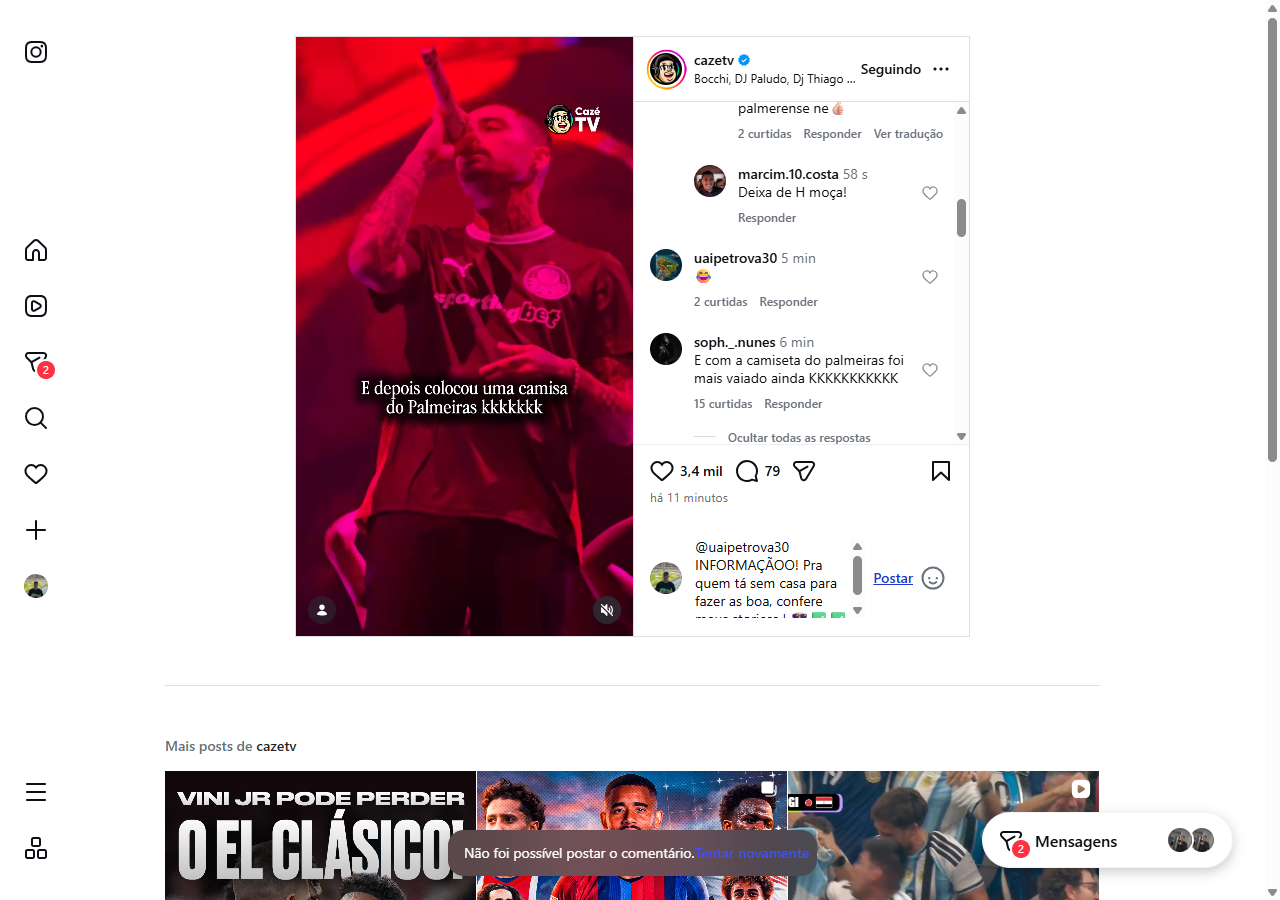 Cazé
TV
sportingbet
E depois colocou uma camisa
do Palmeiras kkkkkkk
cazetv
Bocchi, DJ Paludo, Dj Thiago ...
Seguindo
palmerense ne👍🏻
2 curtidas Responder Ver tradução
marcim.10.costa 58 s
Deixa de H moça!
Responder
uaipetrova30 5 min
😂
2 curtidas Responder
soph._.nunes 6 min
E com a camiseta do palmeiras foi
mais vaiado ainda KKKKKKKKKKK
15 curtidas Responder
Ocultar todas as respostas
3,4 mil 79
há 11 minutos
@uaipetrova30
INFORMAÇÃOO! Pra
quem tá sem casa para
fazer as boa, confere
Postar
2
Mais posts de cazetv
VINI JR PODE PERDER
O EL CLÁSICO!
Não foi possível postar o comentário.Tentar novamente
2
Mensagens